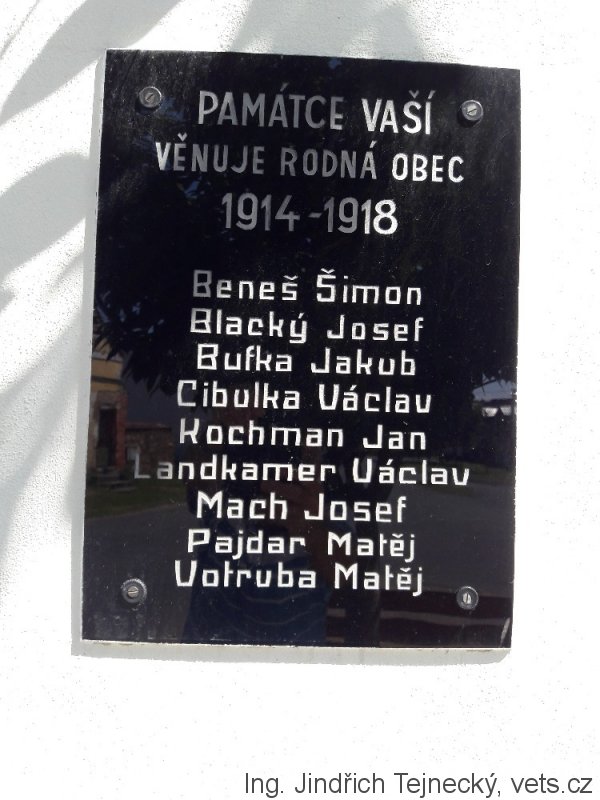 PAMÁTCE VAŠÍ
VĚNUJE RODNÁ OBEC
1914-1918
Beneš Šimon
Blacký Josef
Bufka Jakub
Cibulka Václav
Kochman Jan
Landkamer Václav
Mach Josef
Pajdar Matěj
Votruba Matěj
Ing. Jindřich Tejnecký, vets.cz